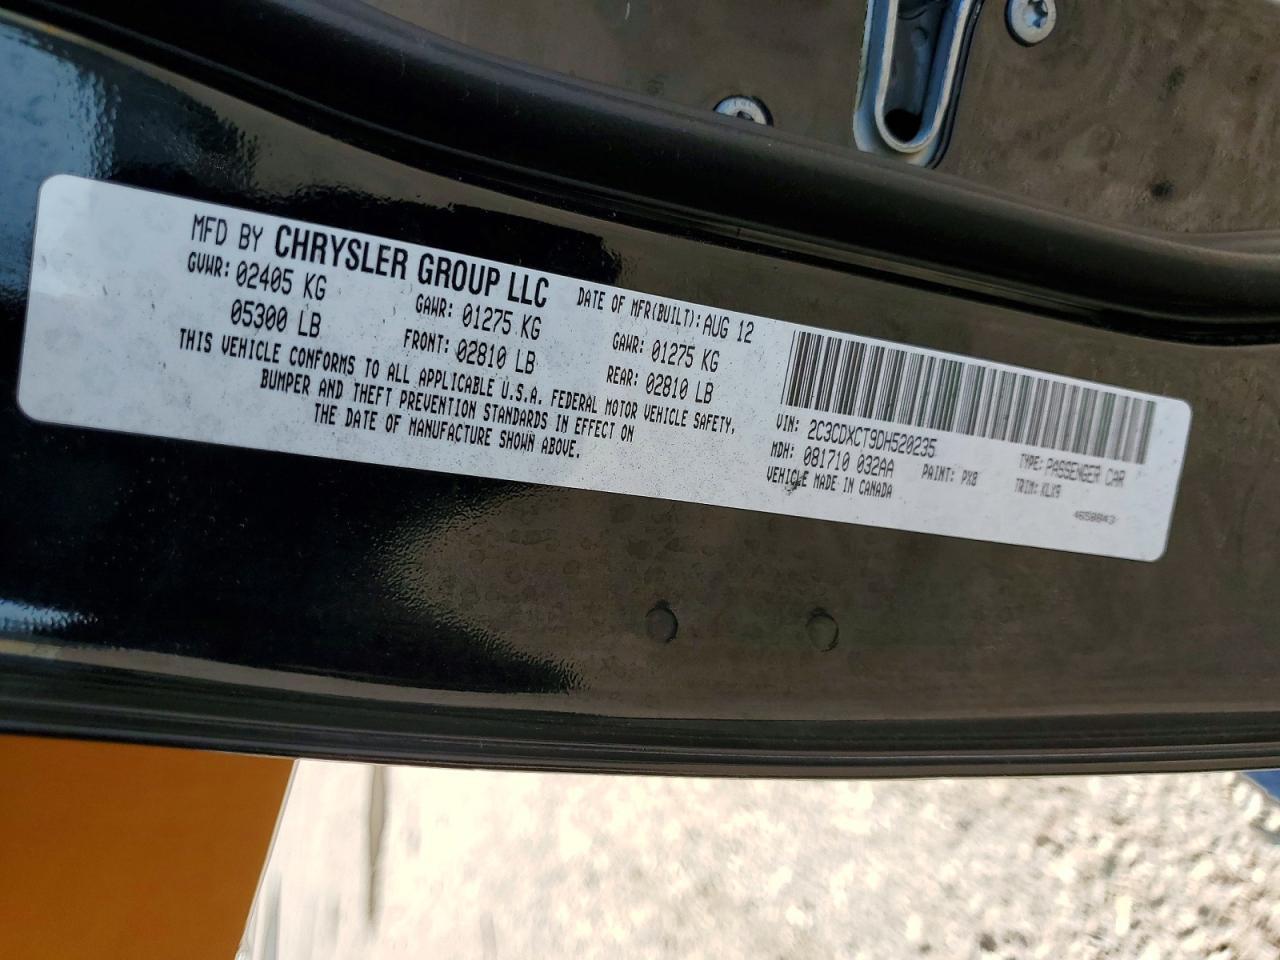 MFD BY CHRYSLER GROUP LLC DATE OF MFR(BUILT): AUG 12
GVWR: 02405 KG GAWR: 01275 KG GAWR: 01275 KG
05300 LB FRONT: 02810 LB REAR: 02810 LB
THIS VEHICLE CONFORMS TO ALL APPLICABLE U.S.A. FEDERAL MOTOR VEHICLE SAFETY,
BUMPER AND THEFT PREVENTION STANDARDS IN EFFECT ON
THE DATE OF MANUFACTURE SHOWN ABOVE.
VIN: 2C3CDXCT9DH520235 TYPE: PASSENGER CAR
MDH: 081710 032AA PAINT: PX8 TRIM: KLX9
VEHICLE MADE IN CANADA